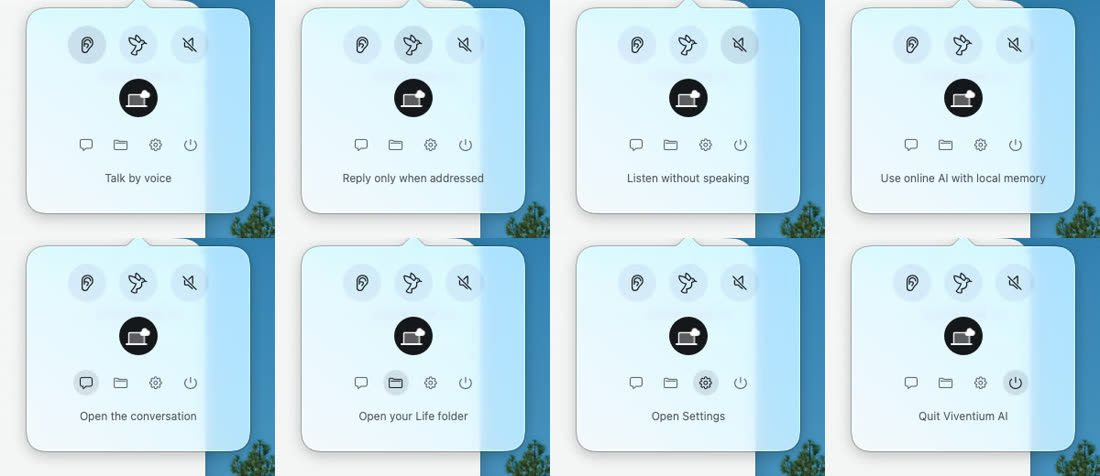 Talk by voice
Reply only when addressed
Listen without speaking
Use online AI with local memory
Open the conversation
Open your Life folder
Open Settings
Quit Viventium AI